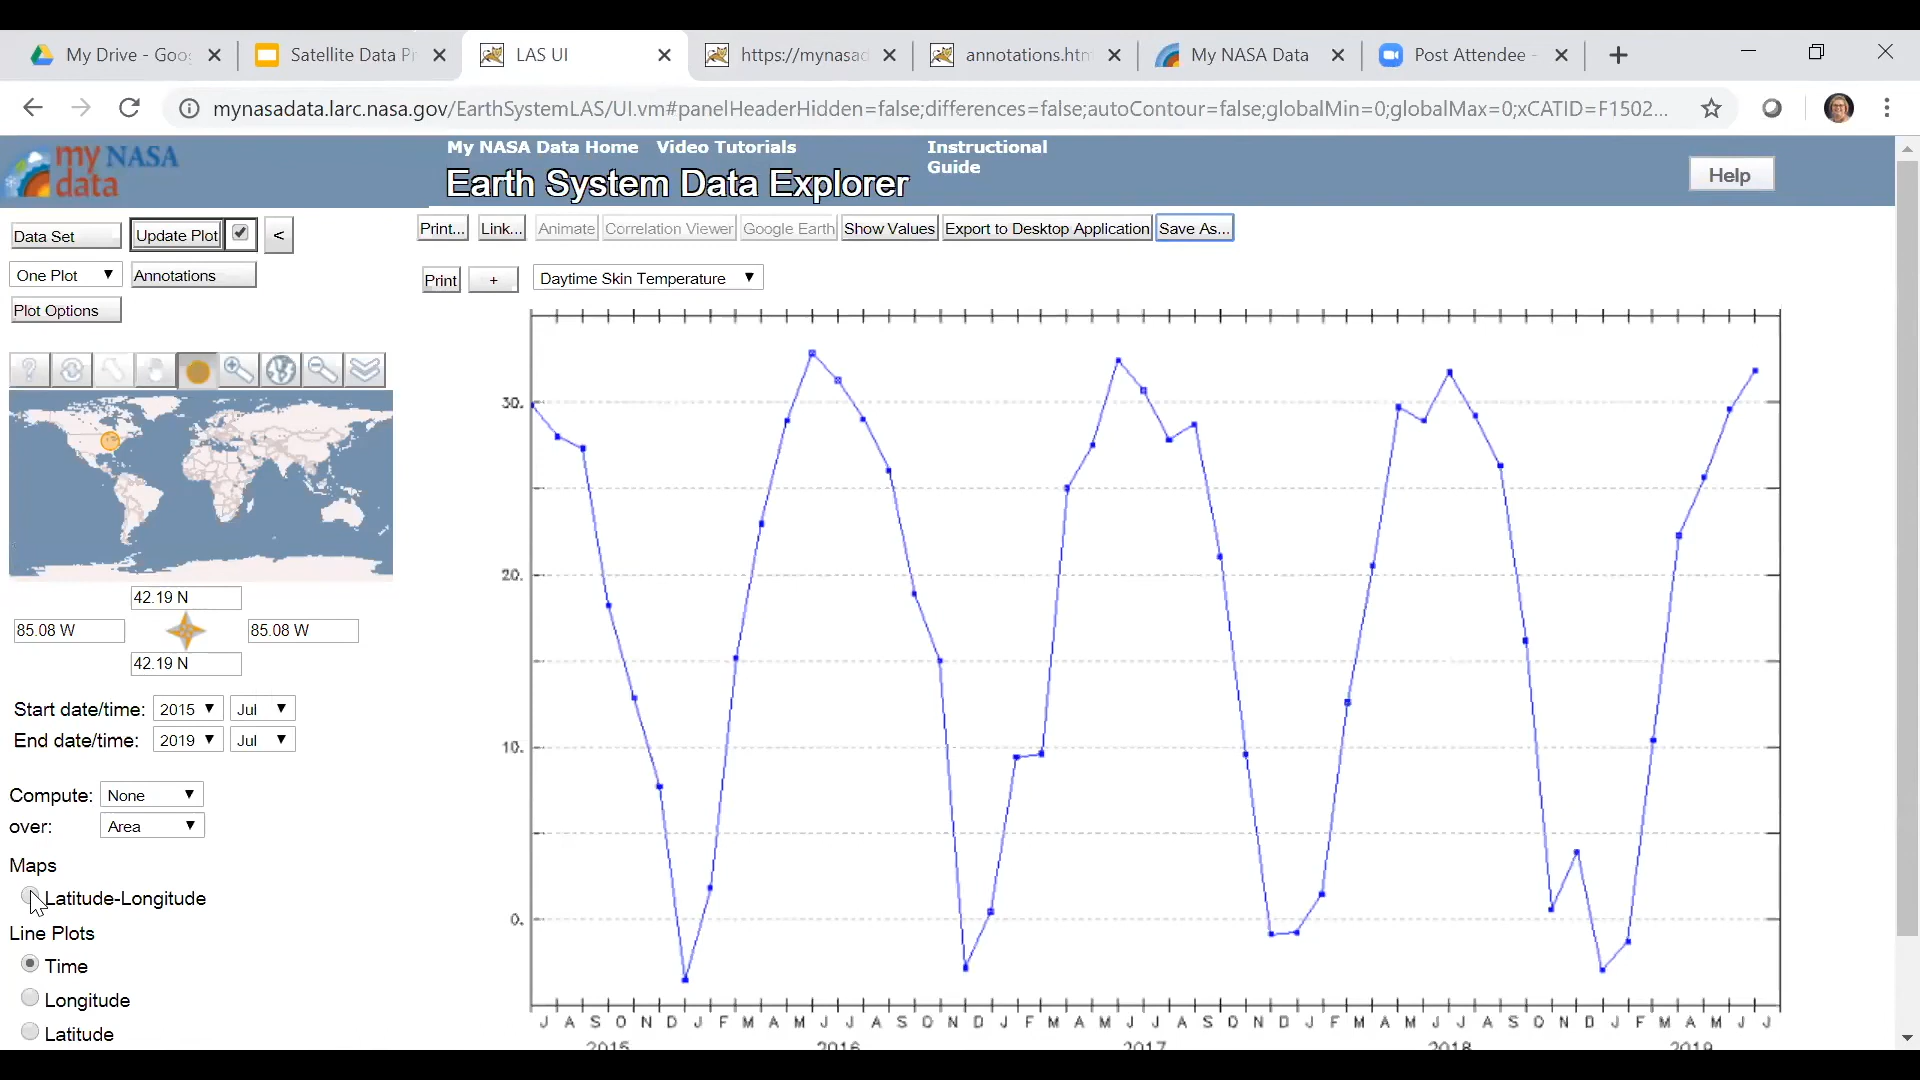 My Drive - Goo
Satellite Data Pr
LAS UI
https://mynasad
annotations.htm
My NASA Data
Post Attendee -
mynasadata.larc.nasa.gov/EarthSystemLAS/UI.vm#panelHeaderHidden=false;differences=false;autoContour=false;globalMin=0;globalMax=0;xCATID=F1502...
my NASA
data
My NASA Data Home
Video Tutorials
Instructional
Guide
Earth System Data Explorer
Help
Data Set
Update Plot
<
Print...
Link...
Animate
Correlation Viewer
Google Earth
Show Values
Export to Desktop Application
Save As...
One Plot
Annotations
Plot Options
Print
+
Daytime Skin Temperature
30.
20.
10.
0.
J A S O N D J F M A M J J A S O N D J F M A M J J A S O N D J F M A M J J A S O N D J F M A M J J
2015 2016 2017 2018 2019
42.19 N
85.08 W
85.08 W
42.19 N
Start date/time: 2015 Jul
End date/time: 2019 Jul
Compute: None
over: Area
Maps
Latitude-Longitude
Line Plots
Time
Longitude
Latitude